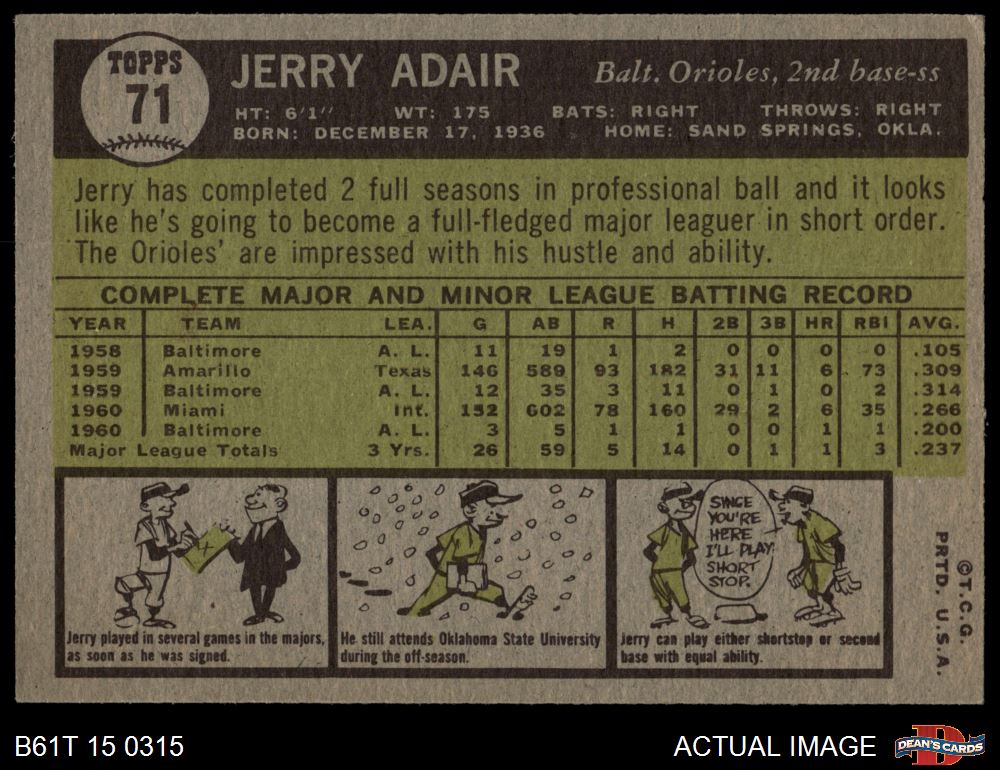 TOPPS
71
JERRY ADAIR
Balt. Orioles, 2nd base-ss
HT: 6'1" WT: 175 BATS: RIGHT THROWS: RIGHT
BORN: DECEMBER 17, 1936 HOME: SAND SPRINGS, OKLA.
Jerry has completed 2 full seasons in professional ball and it looks
like he's going to become a full-fledged major leaguer in short order.
The Orioles' are impressed with his hustle and ability.
COMPLETE MAJOR AND MINOR LEAGUE BATTING RECORD
YEAR TEAM LEA. G AB R H 2B 3B HR RBI AVG.
1958 Baltimore A. L. 11 19 1 2 0 0 0 0 .105
1959 Amarillo Texas 146 589 93 182 31 11 6 73 .309
1959 Baltimore A. L. 12 35 3 11 0 1 0 2 .314
1960 Miami Int. 152 602 78 160 29 2 6 35 .266
1960 Baltimore A. L. 3 5 1 1 0 0 1 1 .200
Major League Totals 3 Yrs. 26 59 5 14 0 1 1 3 .237
Jerry played in several games in the majors,
as soon as he was signed.
He still attends Oklahoma State University
during the off-season.
SINCE
YOU'RE
HERE
I'LL PLAY
SHORT
STOP.
Jerry can play either shortstop or second
base with equal ability.
©T.C.G.
PRTD. U.S.A.
B61T 15 0315
ACTUAL IMAGE
D
DEAN'S CARDS